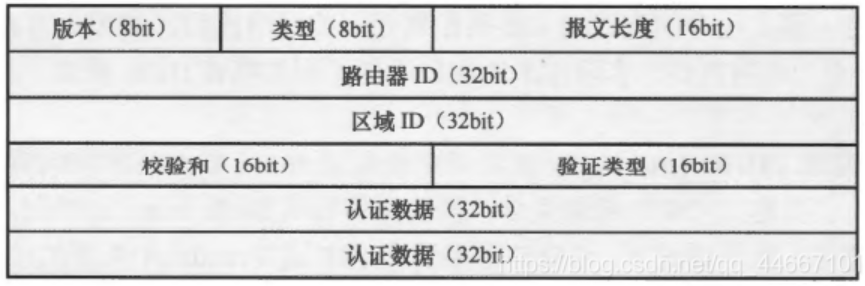 版本（8bit） 类型（8bit） 报文长度（16bit）
路由器 ID（32bit）
区域 ID（32bit）
校验和（16bit） 验证类型（16bit）
认证数据（32bit）
认证数据（32bit）
https://blog.csdn.net/qq_44667101